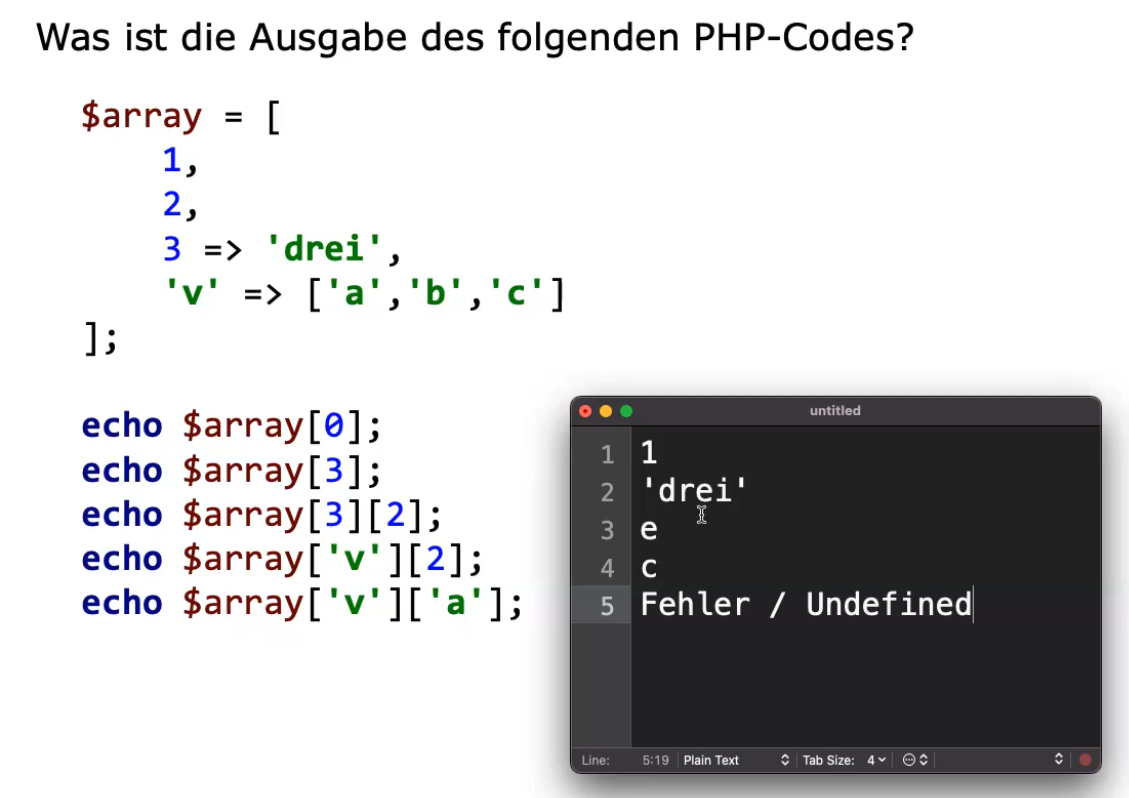 Was ist die Ausgabe des folgenden PHP-Codes?
$array = [
1,
2,
3 => 'drei',
'v' => ['a','b','c']
];
echo $array[0];
echo $array[3];
echo $array[3][2];
echo $array['v'][2];
echo $array['v']['a'];
untitled
1 1
2 'drei'
3 e
4 c
5 Fehler / Undefined
Line: 5:19 Plain Text Tab Size: 4